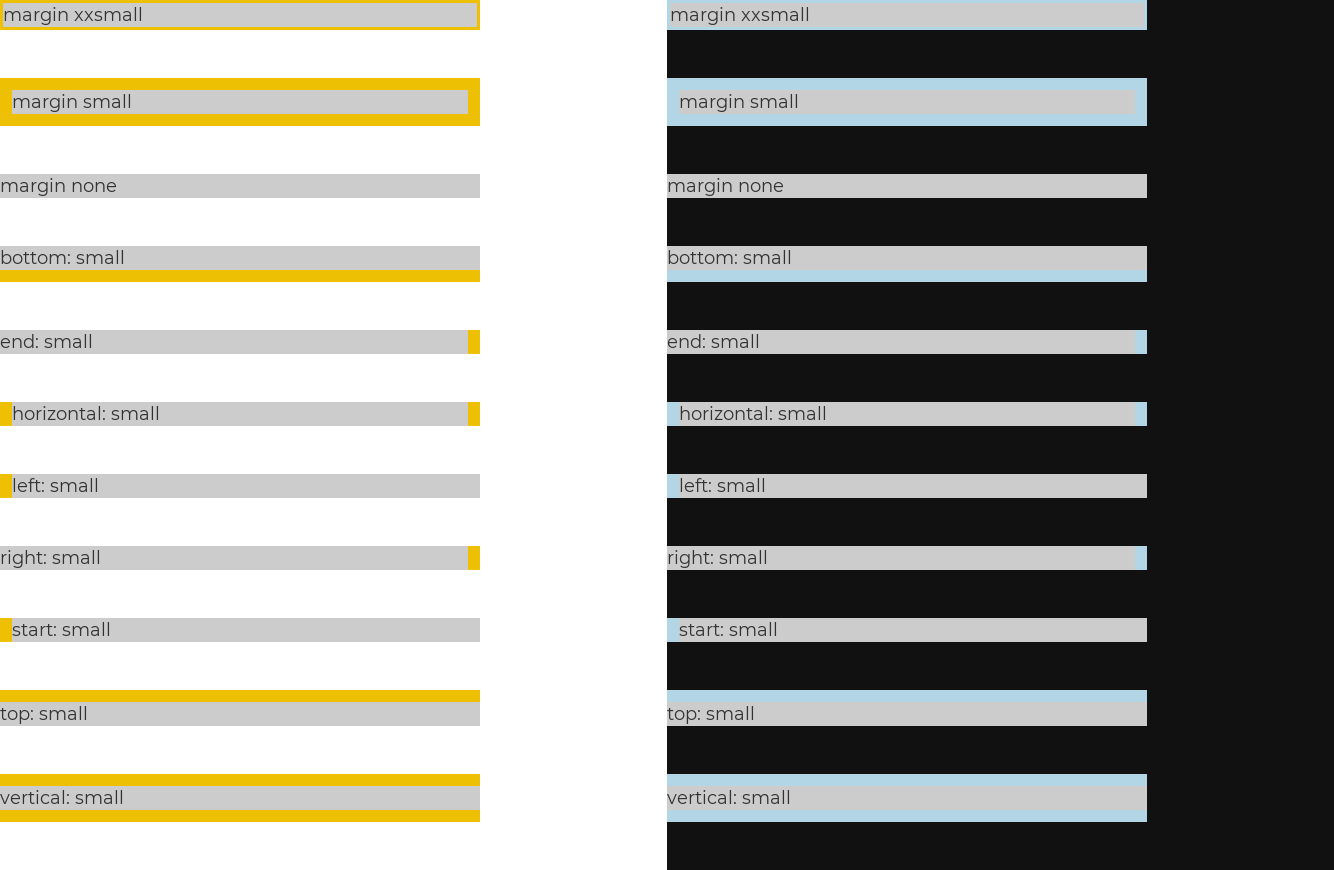 margin xxsmall
margin small
margin none
bottom: small
end: small
horizontal: small
left: small
right: small
start: small
top: small
vertical: small
margin xxsmall
margin small
margin none
bottom: small
end: small
horizontal: small
left: small
right: small
start: small
top: small
vertical: small